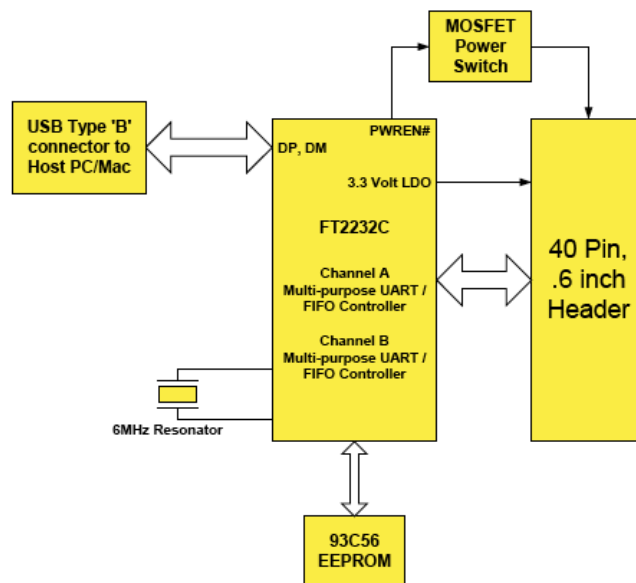 MOSFET
Power
Switch
USB Type 'B'
connector to
Host PC/Mac
PWREN#
DP, DM
3.3 Volt LDO
FT2232C
Channel A
Multi-purpose UART /
FIFO Controller
Channel B
Multi-purpose UART /
FIFO Controller
40 Pin,
.6 inch
Header
6MHz Resonator
93C56
EEPROM